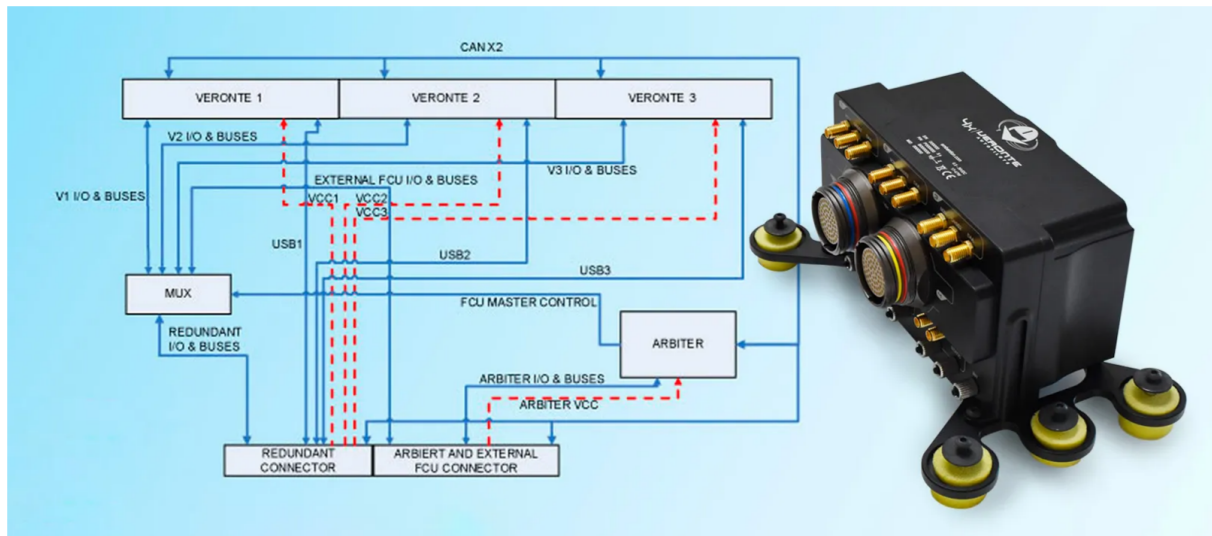 CAN X2
VERONTE 1
VERONTE 2
VERONTE 3
V2 I/O & BUSES
V3 I/O & BUSES
EXTERNAL FCU I/O & BUSES
V1 I/O & BUSES
VCC1
VCC2
VCC3
USB1
USB2
USB3
MUX
FCU MASTER CONTROL
REDUNDANT
I/O & BUSES
ARBITER
ARBITER I/O & BUSES
ARBITER VCC
REDUNDANT
CONNECTOR
ARBIERT AND EXTERNAL
FCU CONNECTOR
4X VERONTE